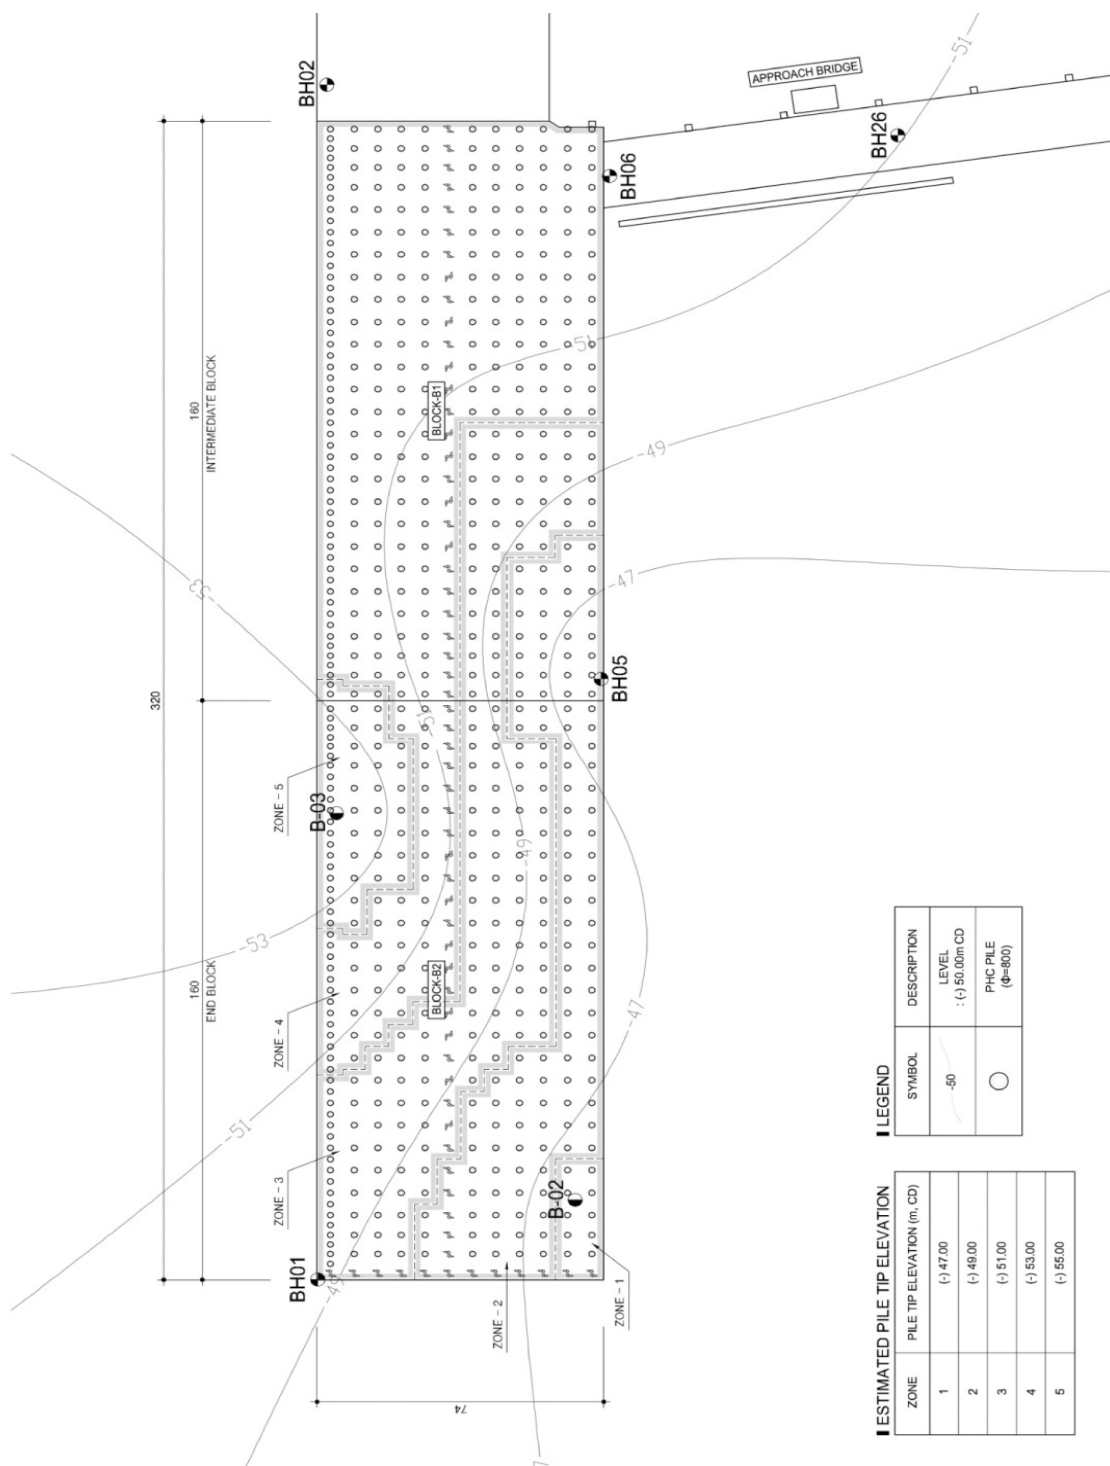 BH02
APPROACH BRIDGE
-51
BH26
BH06
320
160
INTERMEDIATE BLOCK
BLOCK-B1
-51
-49
-53
-47
BH05
-51
ZONE - 5
B-03
-49
-53
160
END BLOCK
BLOCK-B2
ZONE - 4
-47
-51
ZONE - 3
B-02
BH01
-49
ZONE - 2
ZONE - 1
74
LEGEND
SYMBOL
DESCRIPTION
-50
LEVEL
: (-) 50.00m CD
PHC PILE
(Φ=800)
ESTIMATED PILE TIP ELEVATION
ZONE
PILE TIP ELEVATION (m, CD)
1
(-) 47.00
2
(-) 49.00
3
(-) 51.00
4
(-) 53.00
5
(-) 55.00